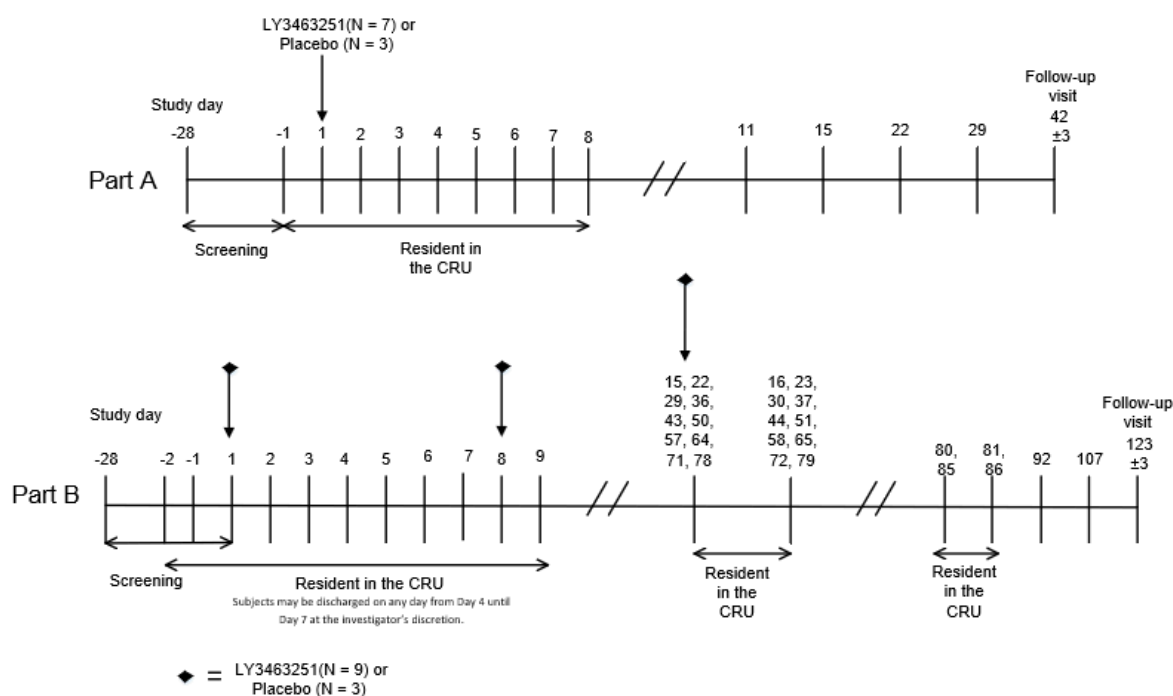 LY3463251(N = 7) or
Placebo (N = 3)
Study day
-28
-1
1
2
3
4
5
6
7
8
11
15
22
29
Follow-up
visit
42
±3
Part A
Screening
Resident in
the CRU
Study day
-28
-2
-1
1
2
3
4
5
6
7
8
9
15, 22,
29, 36,
43, 50,
57, 64,
71, 78
16, 23,
30, 37,
44, 51,
58, 65,
72, 79
80,
85
81,
86
92
107
Follow-up
visit
123
±3
Part B
Screening
Resident in the CRU
Subjects may be discharged on any day from Day 4 until
Day 7 at the investigator's discretion.
Resident
in the
CRU
Resident
in the
CRU
◆ = LY3463251(N = 9) or
Placebo (N = 3)